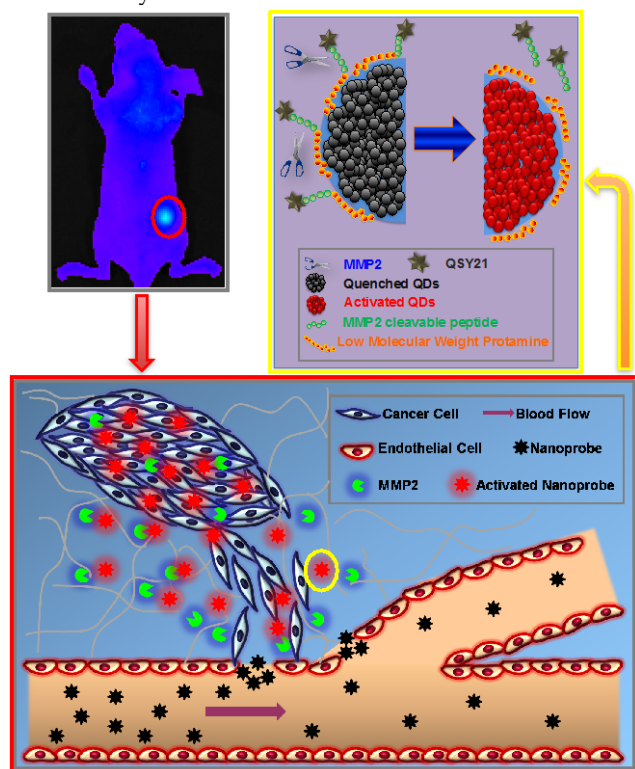 MMP2
QSY21
Quenched QDs
Activated QDs
MMP2 cleavable peptide
Low Molecular Weight Protamine
Cancer Cell
Blood Flow
Endothelial Cell
Nanoprobe
MMP2
Activated Nanoprobe